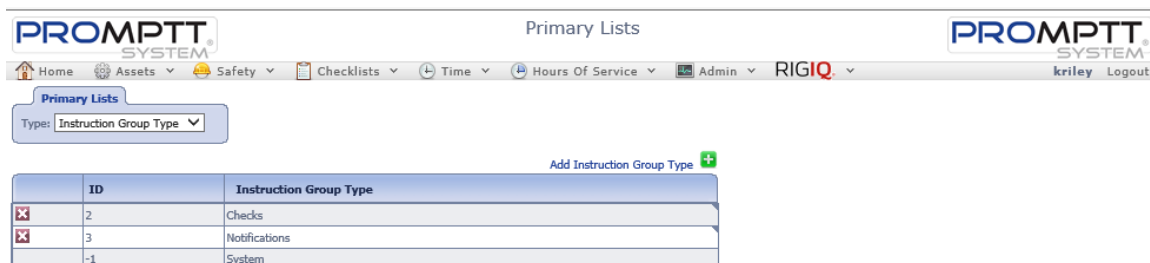 PROMPTT® SYSTEM Primary Lists PROMPTT® SYSTEM
Home Assets Safety Checklists Time Hours Of Service Admin RIGIQ. kriley Logout
Primary Lists
Type: Instruction Group Type
Add Instruction Group Type
ID Instruction Group Type
2 Checks
3 Notifications
-1 System